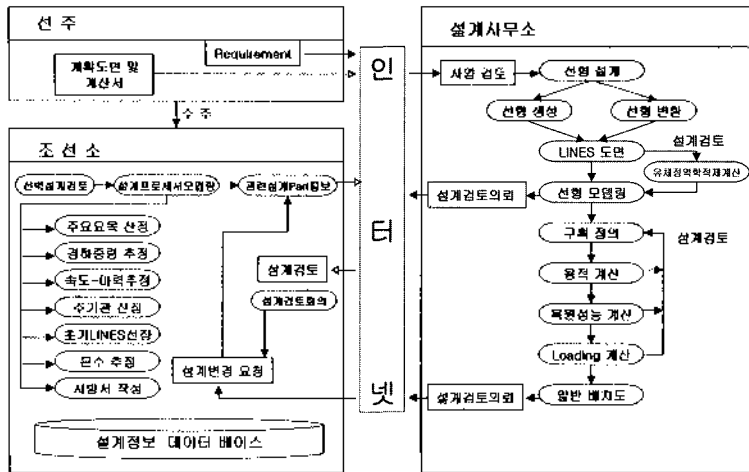 선 주
Requirement
계획도면 및
계산서
수 주
조 선 소
선택설계검토
설계프로세서모델링
관련설계Part통보
주요요목 산정
경하중량 추정
속도-마력추정
주기관 산정
초기LINES선정
톤수 추정
시방서 작성
설계검토
설계검토협의
설계변경 요청
설계정보 데이터 베이스
인
터
넷
설계사무소
사양 검토
선형 설계
선형 생성
선형 변환
LINES 도면
설계검토
유체정역학적제계산
설계검토의뢰
선형 모델링
구획 정의
설계검토
용적 계산
복원성능 계산
Loading 계산
설계검토의뢰
일반 배치도